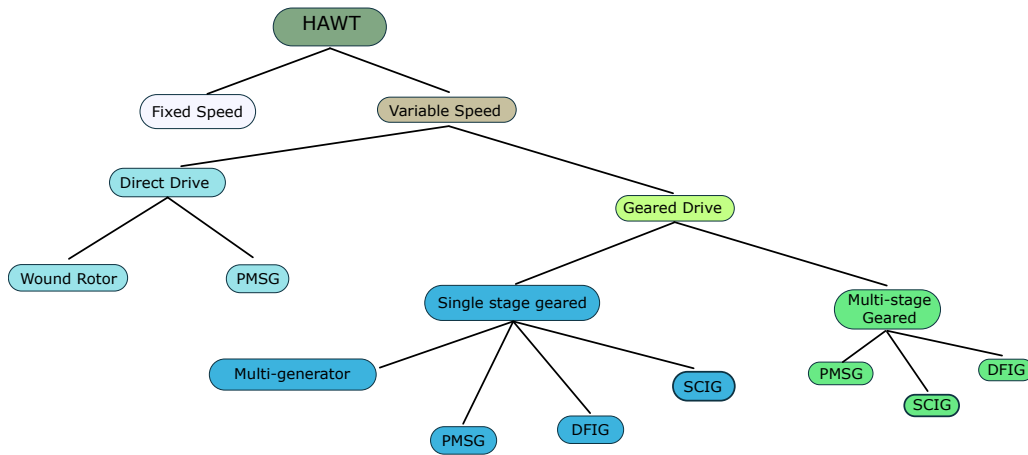 HAWT
Fixed Speed
Variable Speed
Direct Drive
Geared Drive
Wound Rotor
PMSG
Single stage geared
Multi-stage
Geared
Multi-generator
PMSG
DFIG
SCIG
PMSG
SCIG
DFIG